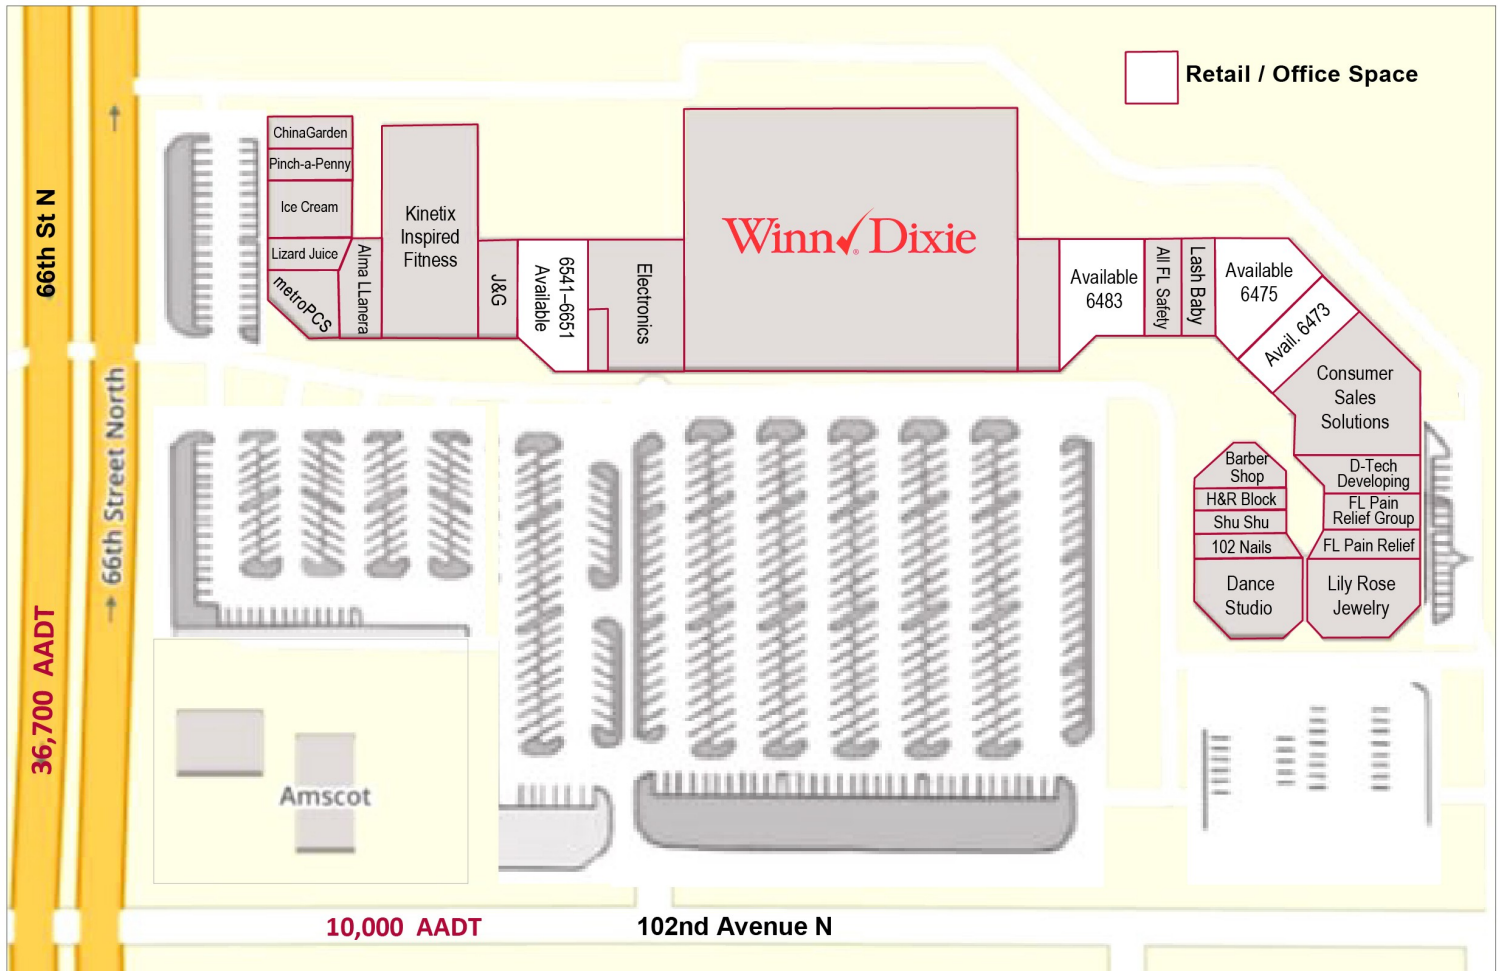 Retail / Office Space
ChinaGarden
Pinch-a-Penny
Ice Cream
Lizard Juice
metroPCS
Alma LLanera
Kinetix
Inspired
Fitness
J&G
6541–6651
Available
Electronics
Winn Dixie
Available
6483
All FL Safety
Lash Baby
Available
6475
Avail. 6473
Consumer
Sales
Solutions
D-Tech
Developing
FL Pain
Relief Group
FL Pain Relief
Lily Rose
Jewelry
Barber
Shop
H&R Block
Shu Shu
102 Nails
Dance
Studio
66th St N
66th Street North
36,700 AADT
Amscot
10,000 AADT
102nd Avenue N